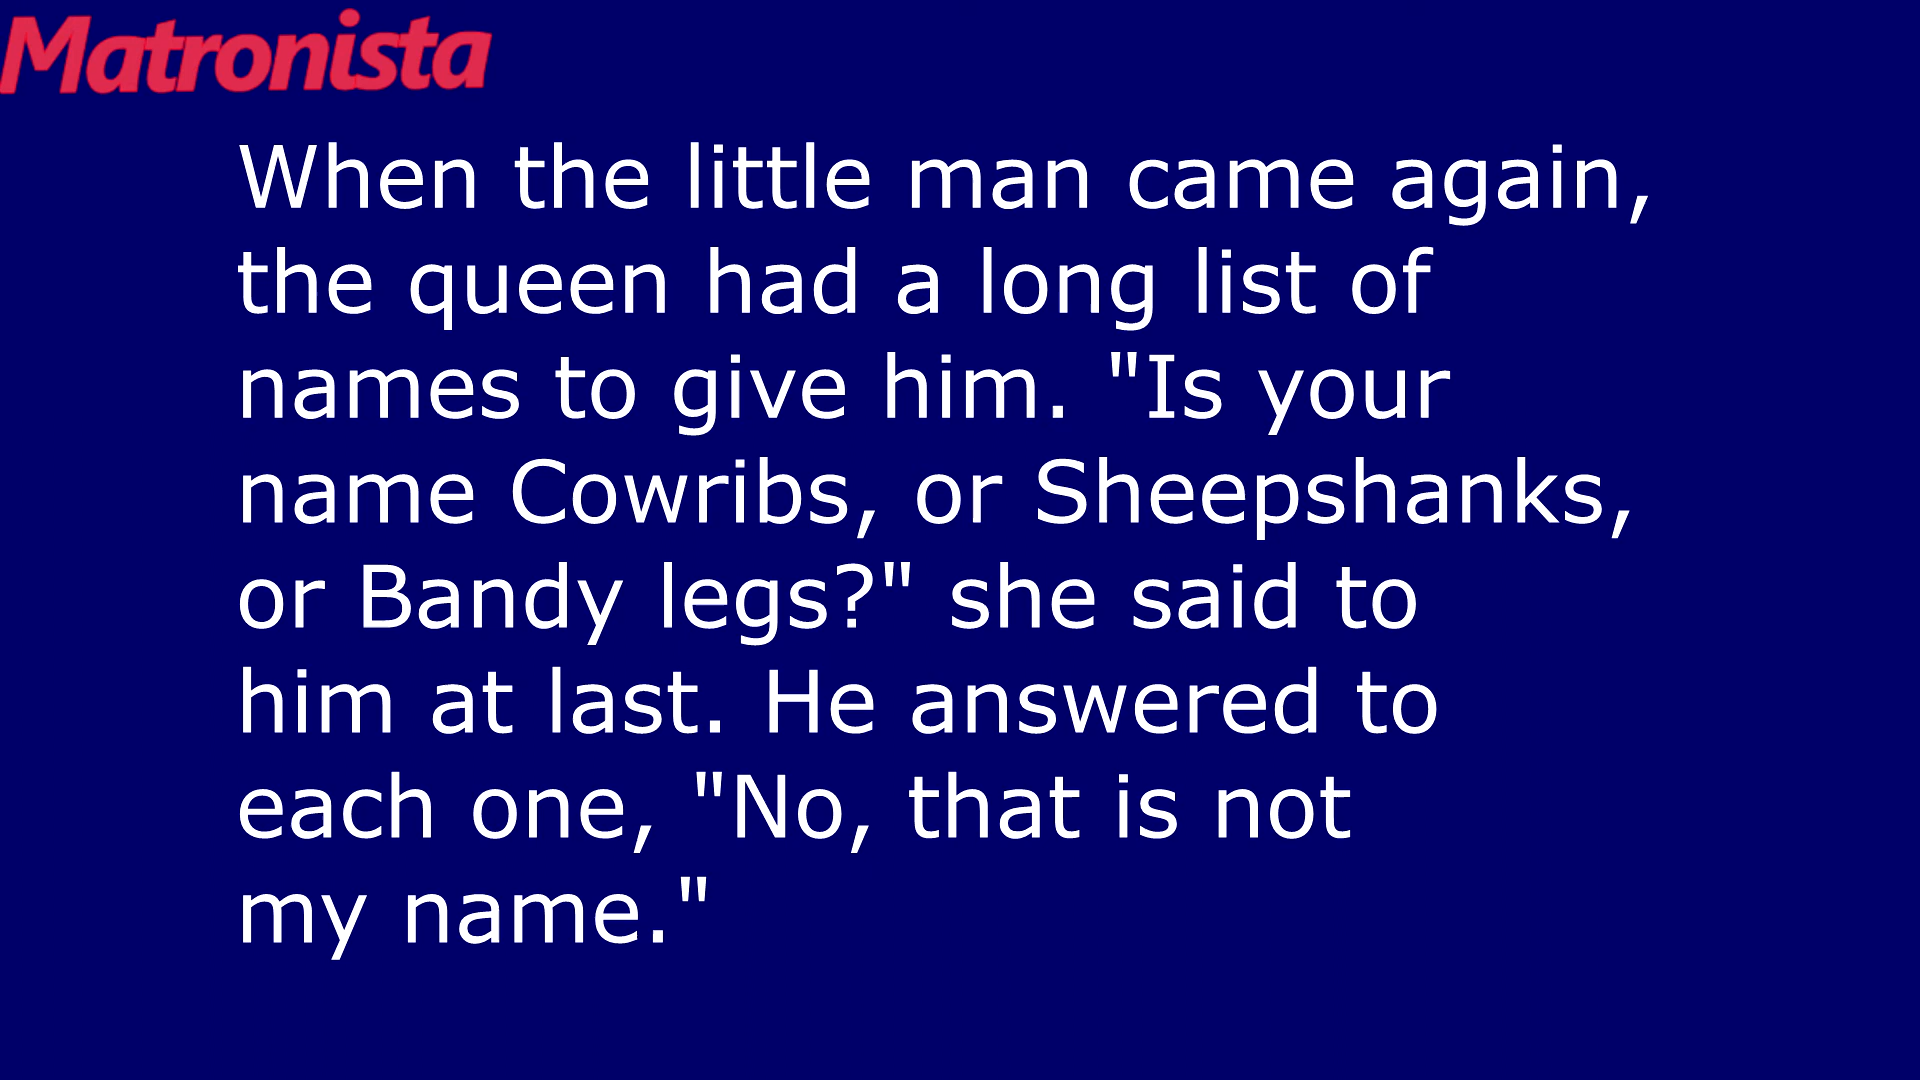 Matronista
When the little man came again,
the queen had a long list of
names to give him. "Is your
name Cowribs, or Sheepshanks,
or Bandy legs?" she said to
him at last. He answered to
each one, "No, that is not
my name."